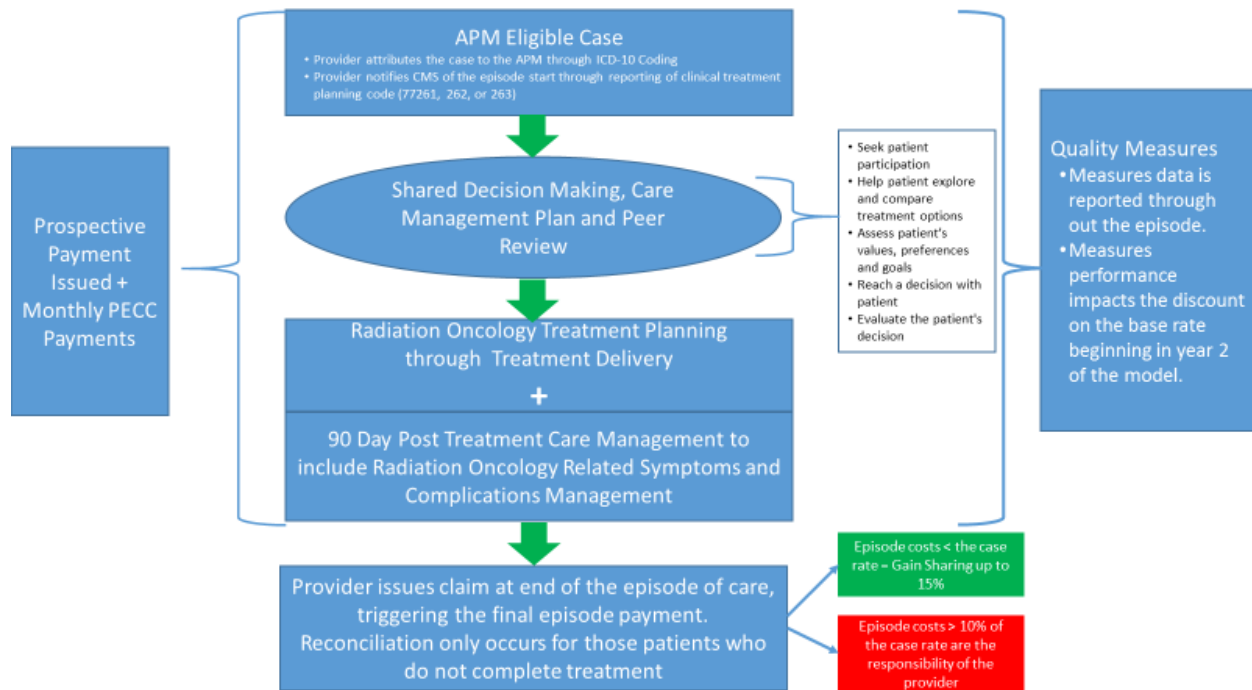 APM Eligible Case
• Provider attributes the case to the APM through ICD-10 Coding
• Provider notifies CMS of the episode start through reporting of clinical treatment
planning code (77261, 262, or 263)
Prospective
Payment
Issued +
Monthly PECC
Payments
Shared Decision Making, Care
Management Plan and Peer
Review
• Seek patient
participation
• Help patient explore
and compare
treatment options
• Assess patient's
values, preferences
and goals
• Reach a decision with
patient
• Evaluate the patient's
decision
Quality Measures
• Measures data is
reported through
out the episode.
• Measures
performance
impacts the discount
on the base rate
beginning in year 2
of the model.
Radiation Oncology Treatment Planning
through Treatment Delivery
+
90 Day Post Treatment Care Management to
include Radiation Oncology Related Symptoms and
Complications Management
Provider issues claim at end of the episode of care,
triggering the final episode payment.
Reconciliation only occurs for those patients who
do not complete treatment
Episode costs < the case
rate = Gain Sharing up to
15%
Episode costs > 10% of
the case rate are the
responsibility of the
provider